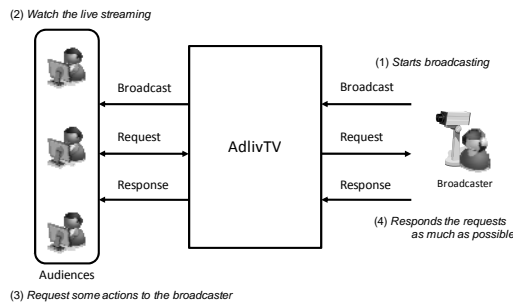 (2) Watch the live streaming
(1) Starts broadcasting
Broadcast
Broadcast
Request
AdlivTV
Request
Response
Response
Broadcaster
(4) Responds the requests
as much as possible
Audiences
(3) Request some actions to the broadcaster